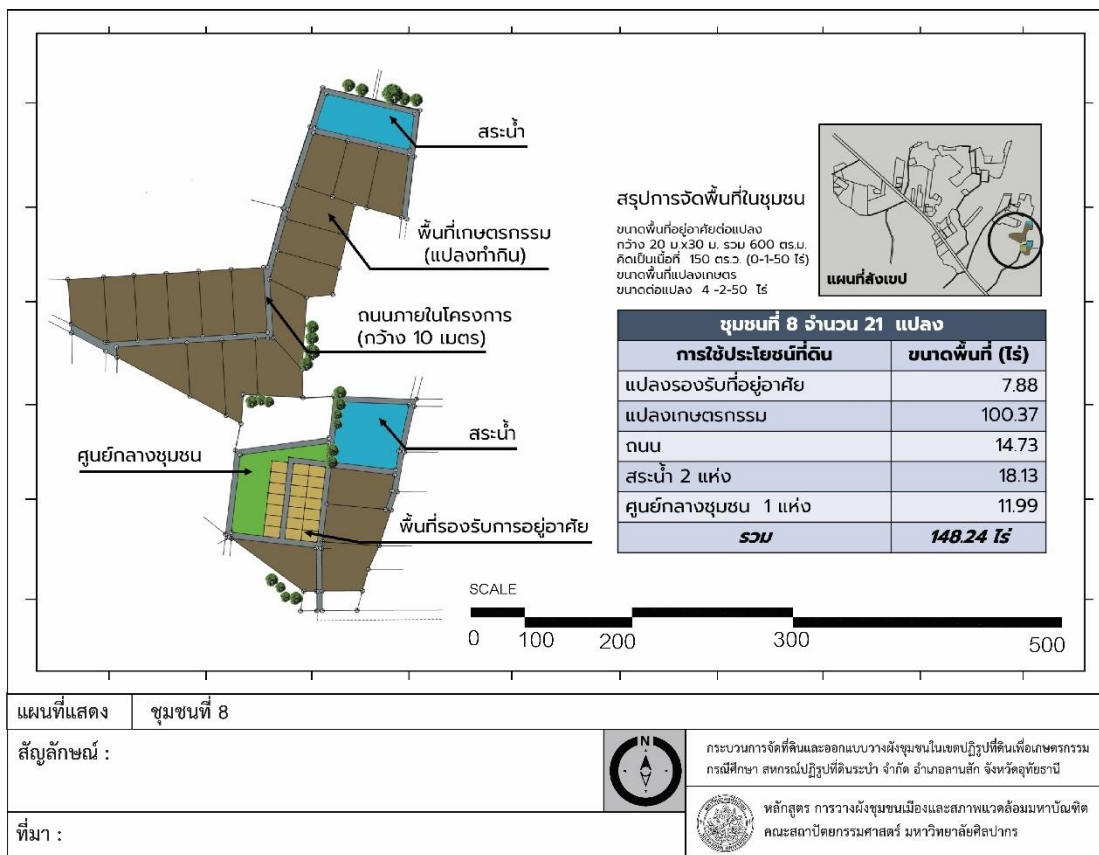 สระน้ำ
พื้นที่เกษตรกรรม
(แปลงทำกิน)
ถนนภายในโครงการ
(กว้าง 10 เมตร)
สระน้ำ
ศูนย์กลางชุมชน
พื้นที่รองรับการอยู่อาศัย
สรุปการจัดพื้นที่ในชุมชน
ขนาดพื้นที่อยู่อาศัยต่อแปลง
กว้าง 20 ม.x30 ม. รวม 600 ตร.ม.
คิดเป็นเนื้อที่ 150 ตร.ว. (0-1-50 ไร่)
ขนาดพื้นที่แปลงเกษตร
ขนาดต่อแปลง 4 -2-50 ไร่
แผนที่สังเขป
ชุมชนที่ 8 จำนวน 21 แปลง
การใช้ประโยชน์ที่ดิน ขนาดพื้นที่ (ไร่)
แปลงรองรับที่อยู่อาศัย 7.88
แปลงเกษตรกรรม 100.37
ถนน 14.73
สระน้ำ 2 แห่ง 18.13
ศูนย์กลางชุมชน 1 แห่ง 11.99
รวม 148.24 ไร่
SCALE
0 100 200 300 500
แผนที่แสดง ชุมชนที่ 8
สัญลักษณ์ :
N
ที่มา :
กระบวนการจัดที่ดินและออกแบบวางผังชุมชนในเขตปฏิรูปที่ดินเพื่อเกษตรกรรม
กรณีศึกษา สหกรณ์ปฏิรูปที่ดินระบำ จำกัด อำเภอลานสัก จังหวัดอุทัยธานี
หลักสูตร การวางผังชุมชนเมืองและสภาพแวดล้อมมหาบัณฑิต
คณะสถาปัตยกรรมศาสตร์ มหาวิทยาลัยศิลปากร